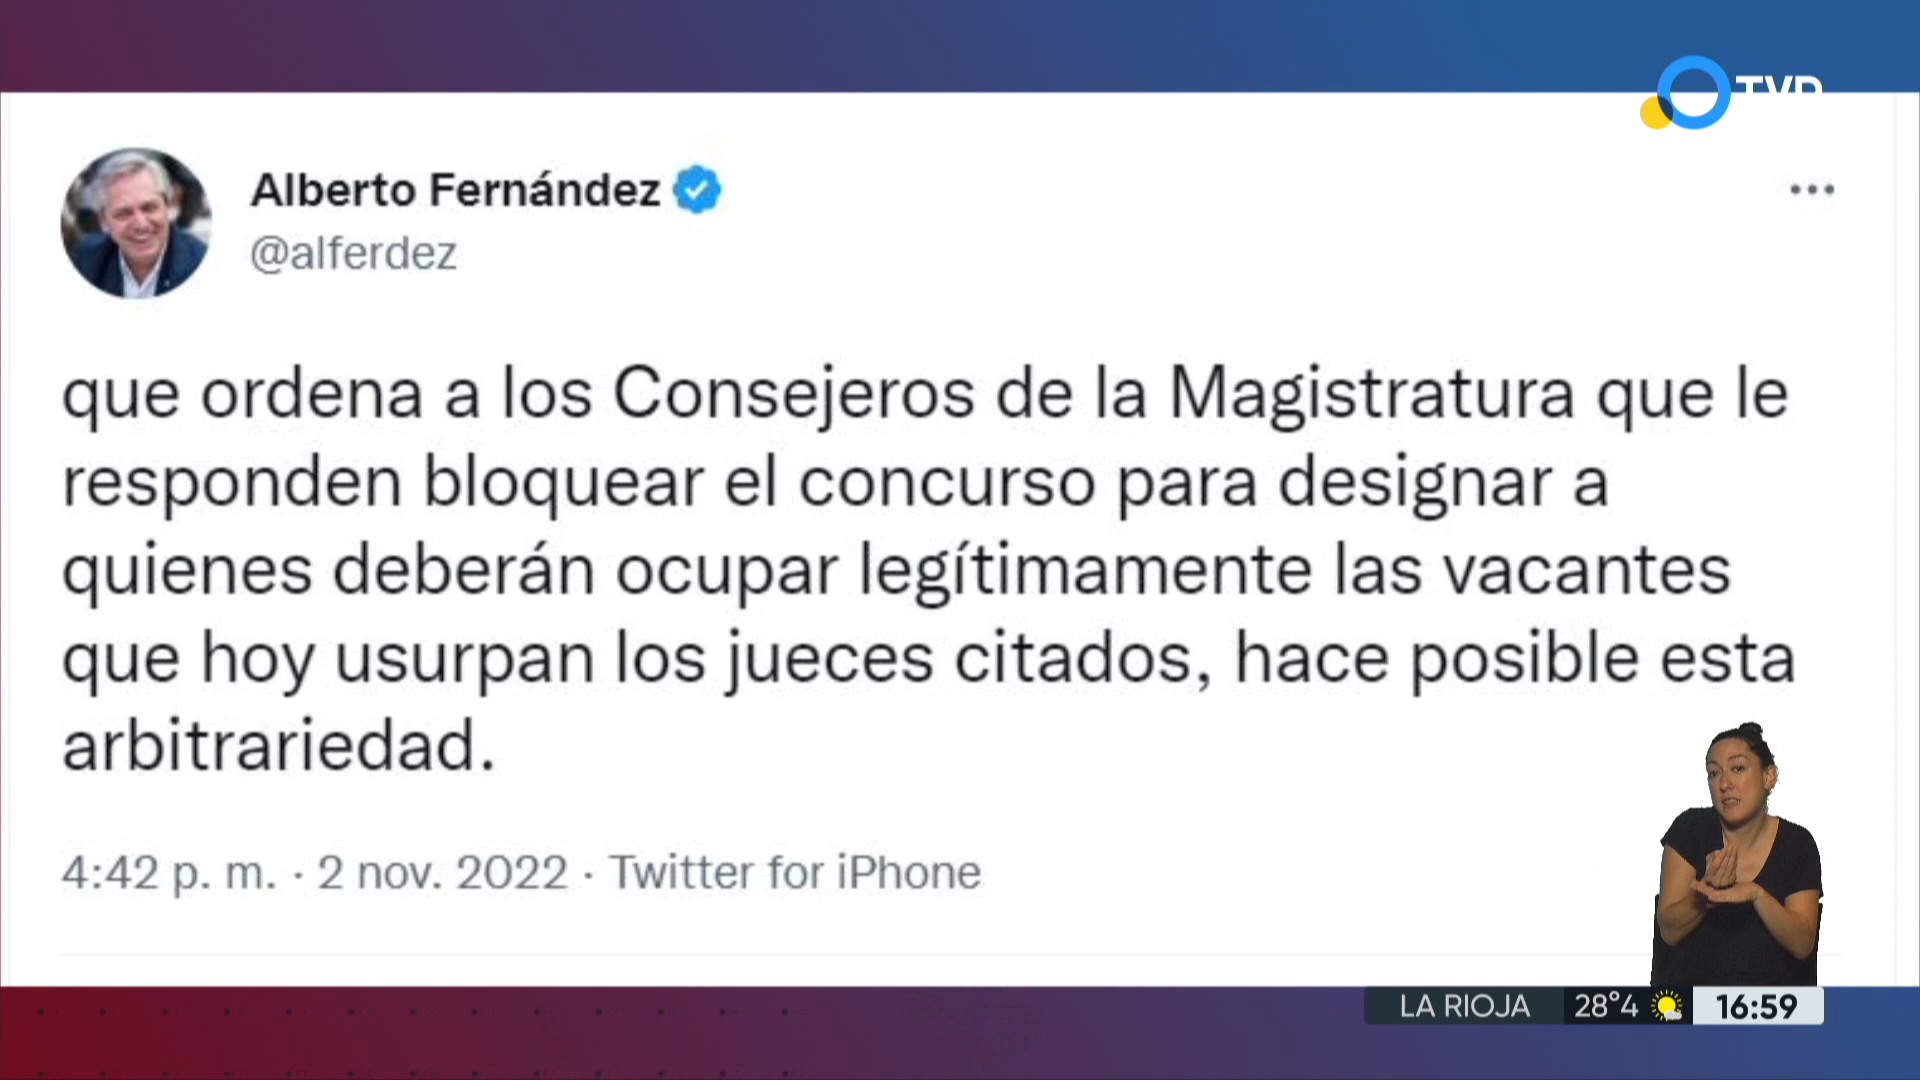 TVP
Alberto Fernández
@alferdez
que ordena a los Consejeros de la Magistratura que le
responden bloquear el concurso para designar a
quienes deberán ocupar legítimamente las vacantes
que hoy usurpan los jueces citados, hace posible esta
arbitrariedad.
4:42 p. m. · 2 nov. 2022 · Twitter for iPhone
LA RIOJA 28°4 16:59